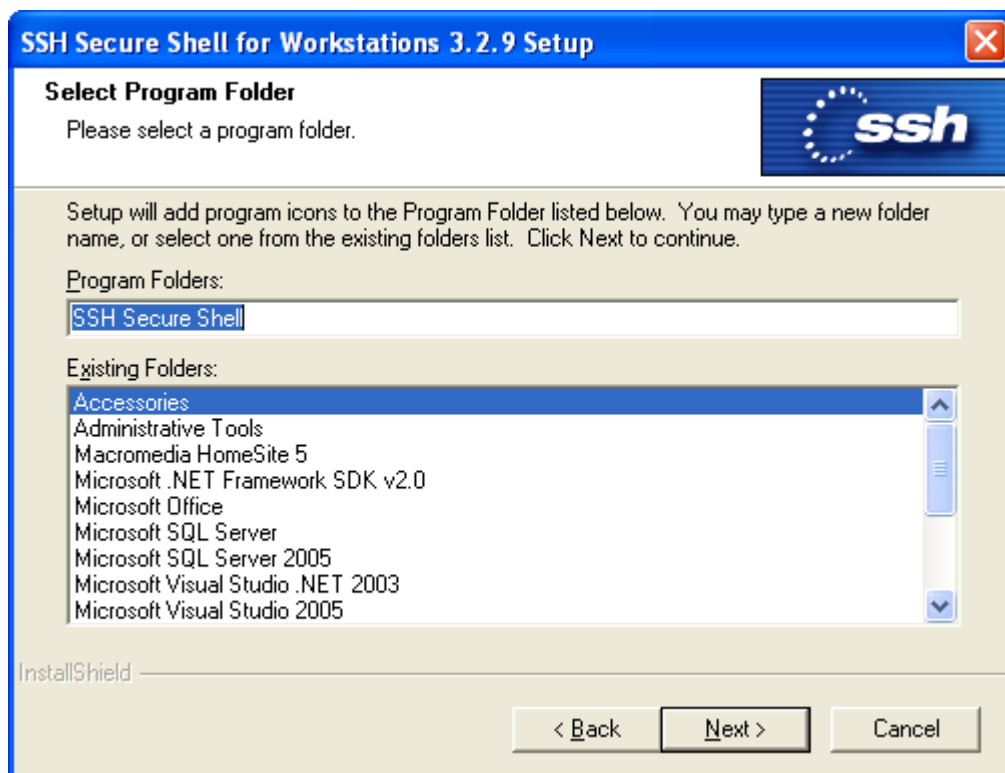 SSH Secure Shell for Workstations 3.2.9 Setup
Select Program Folder
Please select a program folder.
ssh
Setup will add program icons to the Program Folder listed below.  You may type a new folder
name, or select one from the existing folders list.  Click Next to continue.
Program Folders:
SSH Secure Shell
Existing Folders:
Accessories
Administrative Tools
Macromedia HomeSite 5
Microsoft .NET Framework SDK v2.0
Microsoft Office
Microsoft SQL Server
Microsoft SQL Server 2005
Microsoft Visual Studio .NET 2003
Microsoft Visual Studio 2005
InstallShield
< Back Next > Cancel